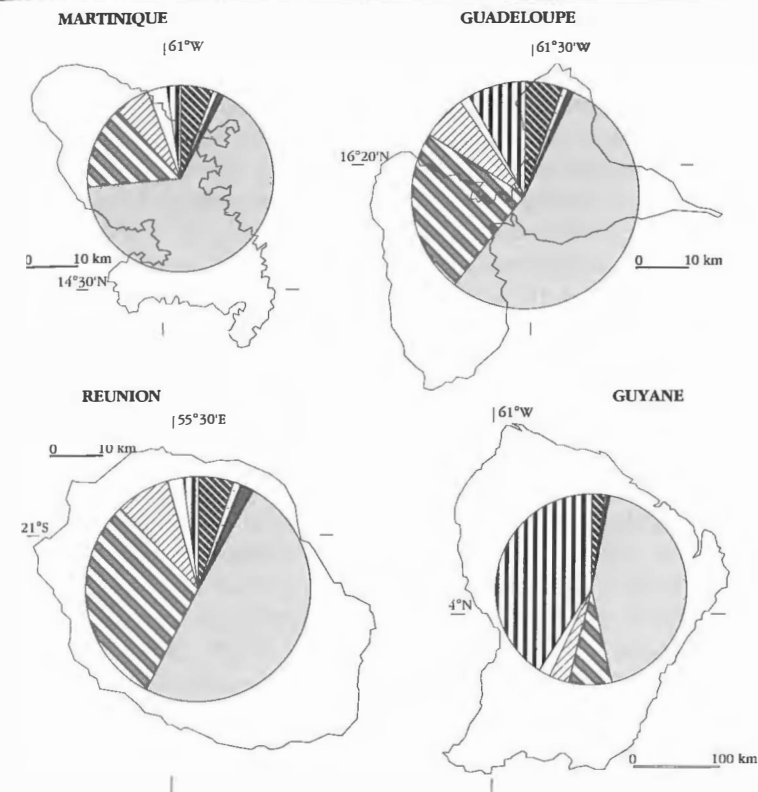 MARTINIQUE
61°W
0 10 km
14°30'N
GUADELOUPE
61°30'W
16°20'N
0 10 km
REUNION
55°30'E
0 10 km
21°S
GUYANE
61°W
4°N
0 100 km